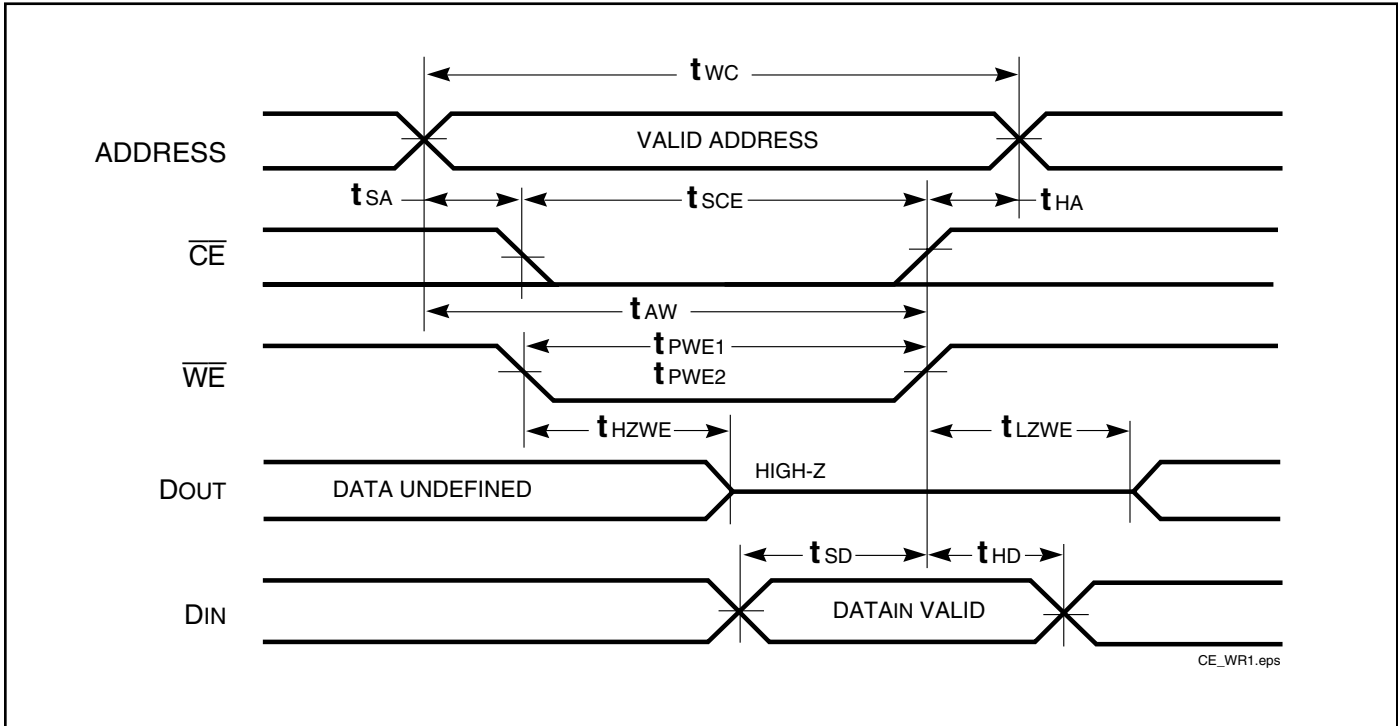 tWC
ADDRESS
VALID ADDRESS
tSA
tSCE
tHA
CE
tAW
WE
tPWE1
tPWE2
tHZWE
tLZWE
DOUT
DATA UNDEFINED
HIGH-Z
tSD
tHD
DIN
DATAIN VALID
CE_WR1.eps